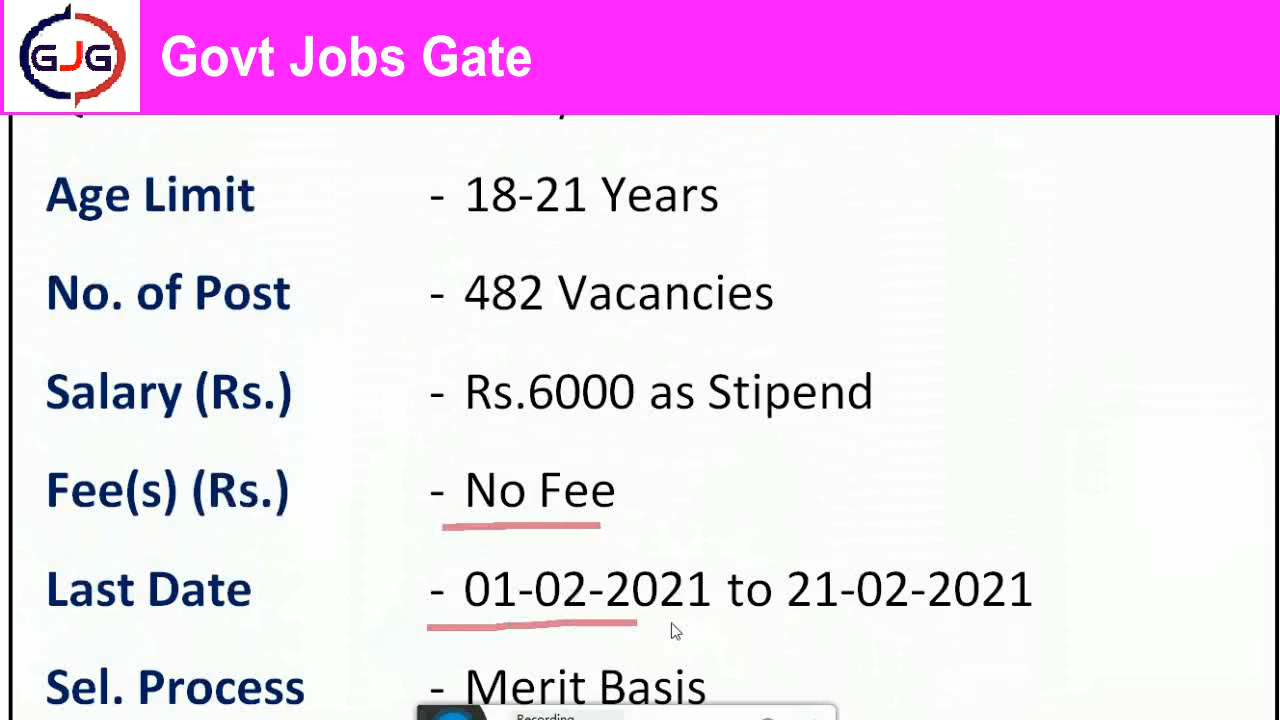 GJG Govt Jobs Gate
Age Limit - 18-21 Years
No. of Post - 482 Vacancies
Salary (Rs.) - Rs.6000 as Stipend
Fee(s) (Rs.) - No Fee
Last Date - 01-02-2021 to 21-02-2021
Sel. Process - Merit Basis
Recording